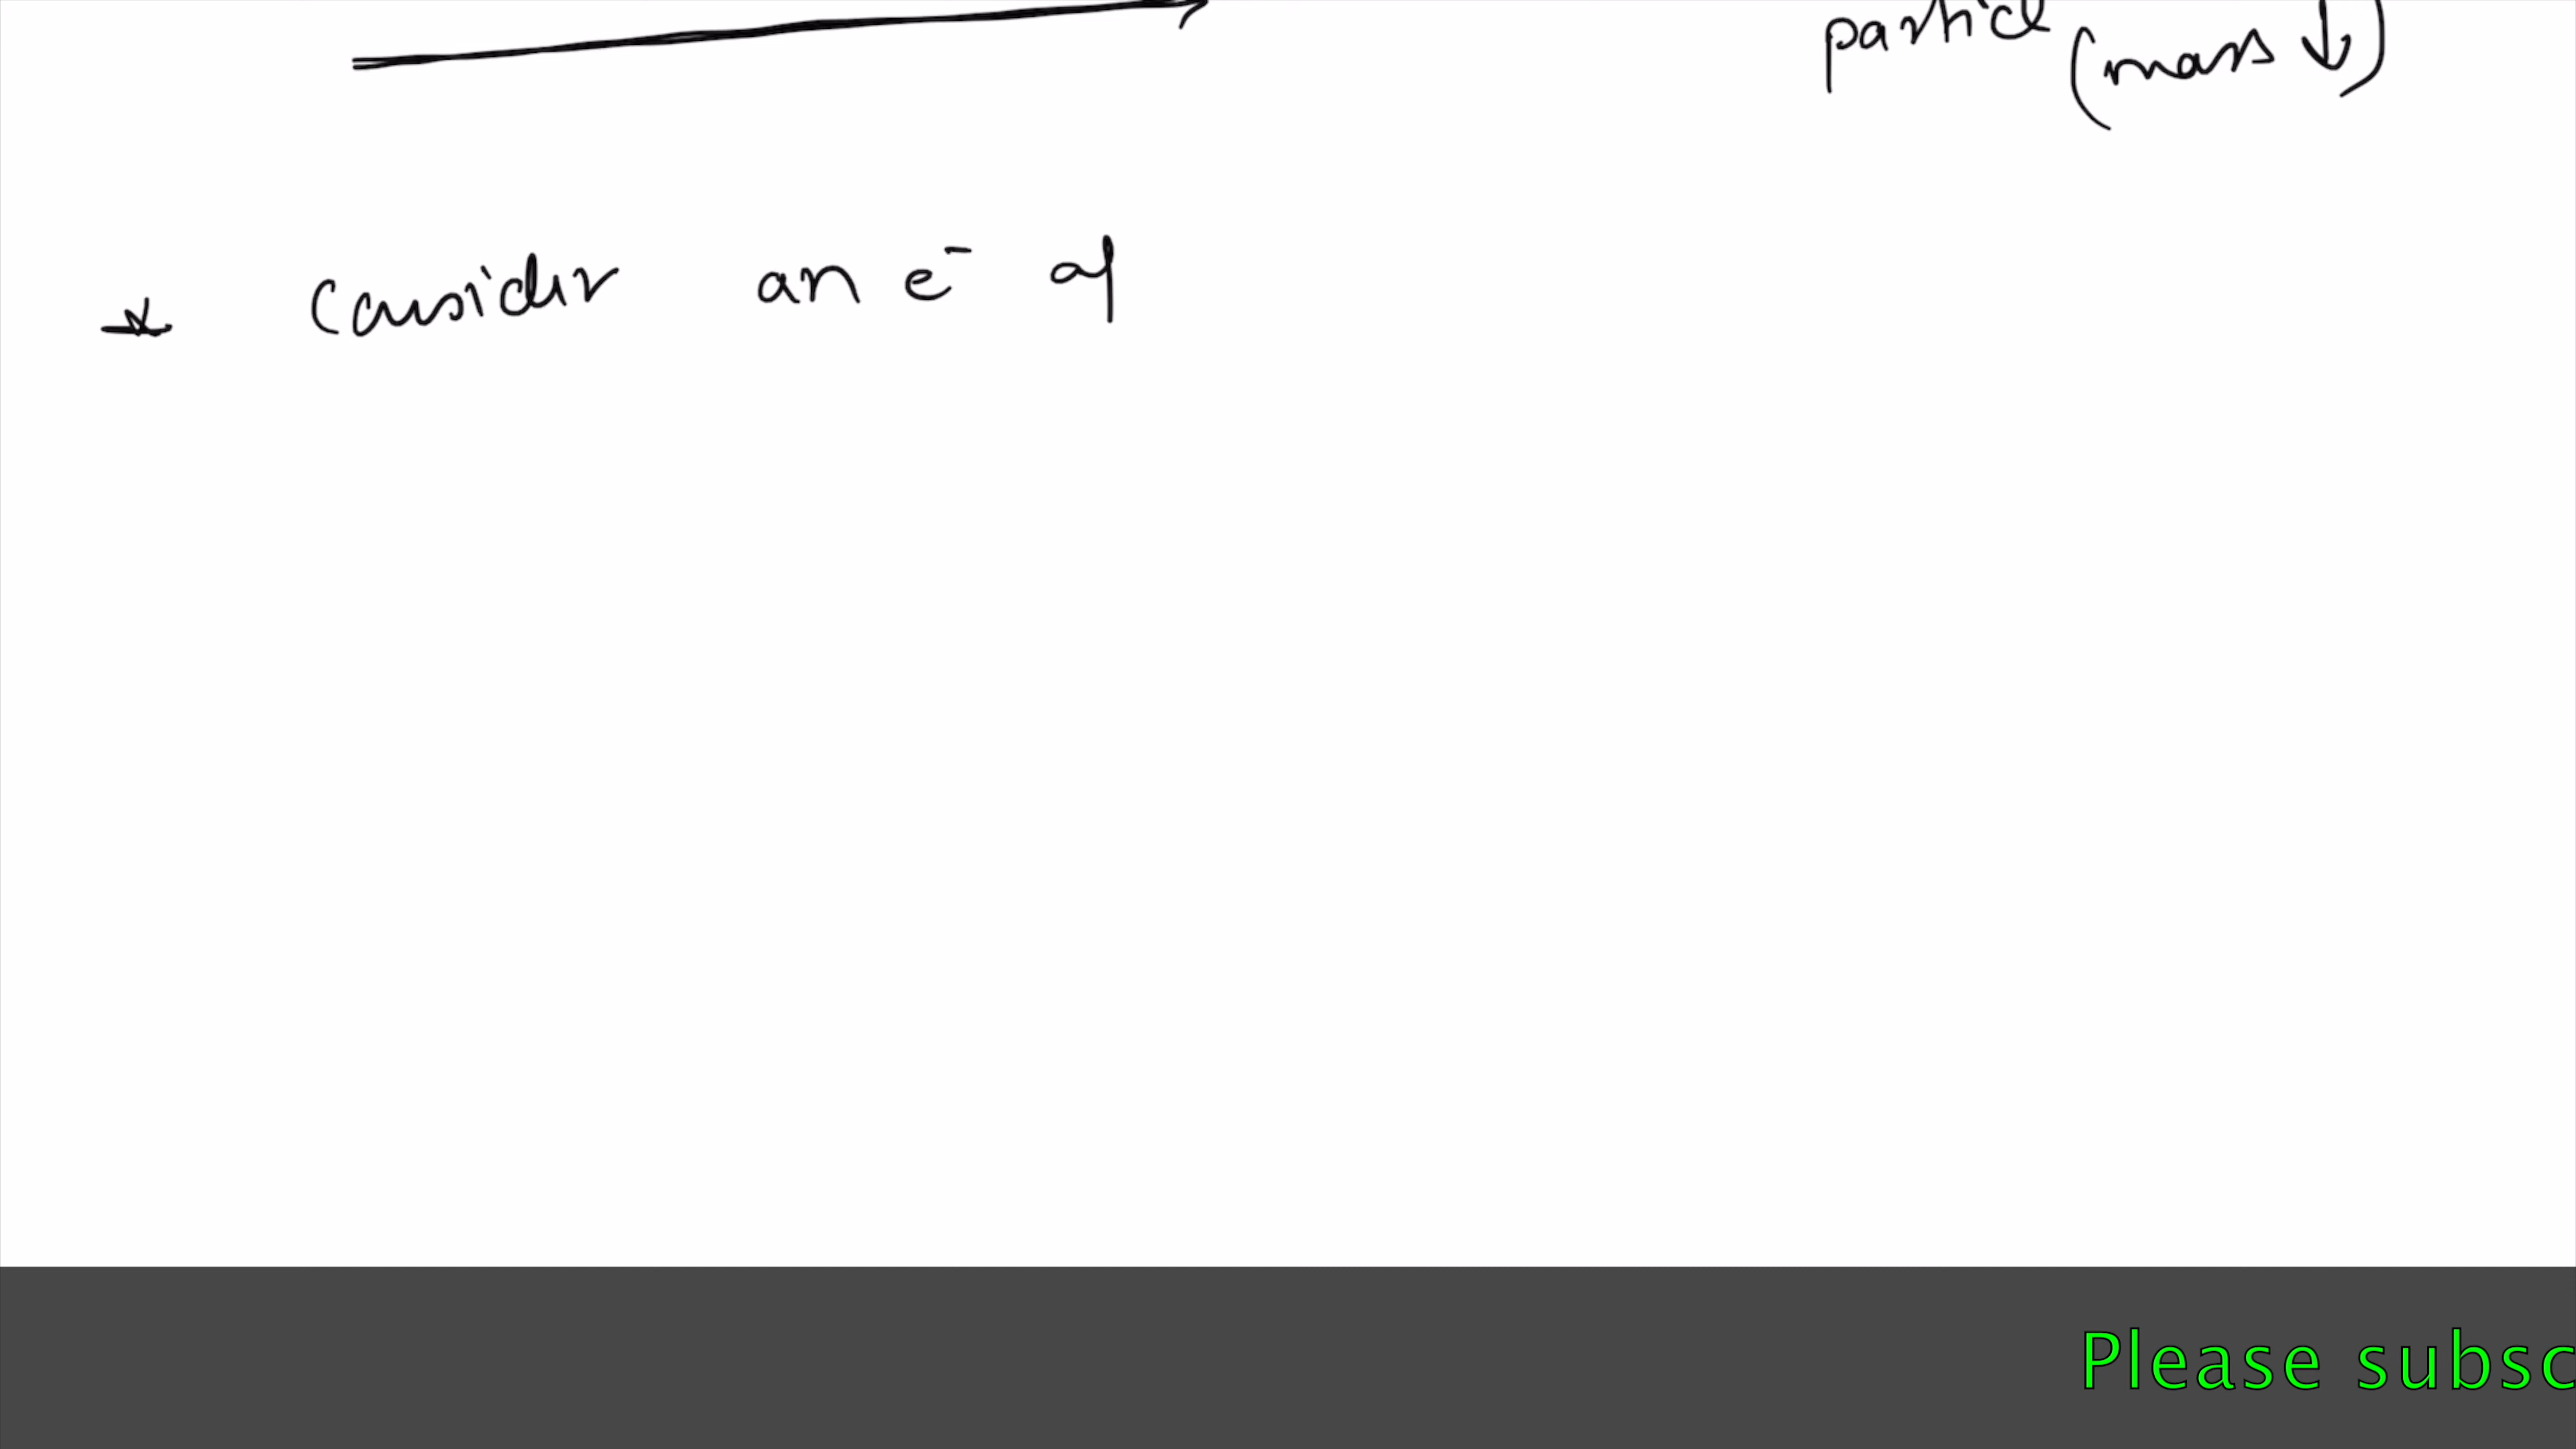 particl
(mass ↓)
* Consider an e⁻ of
Please subsc